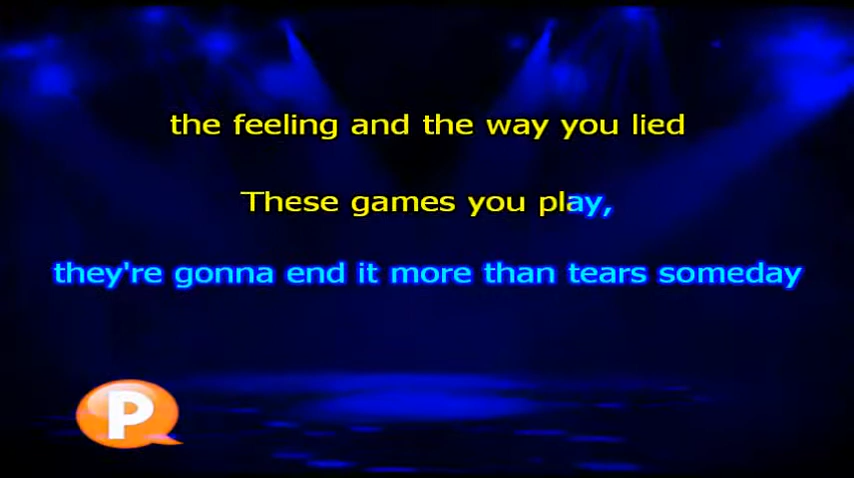 the feeling and the way you lied
These games you play,
they're gonna end it more than tears someday
P